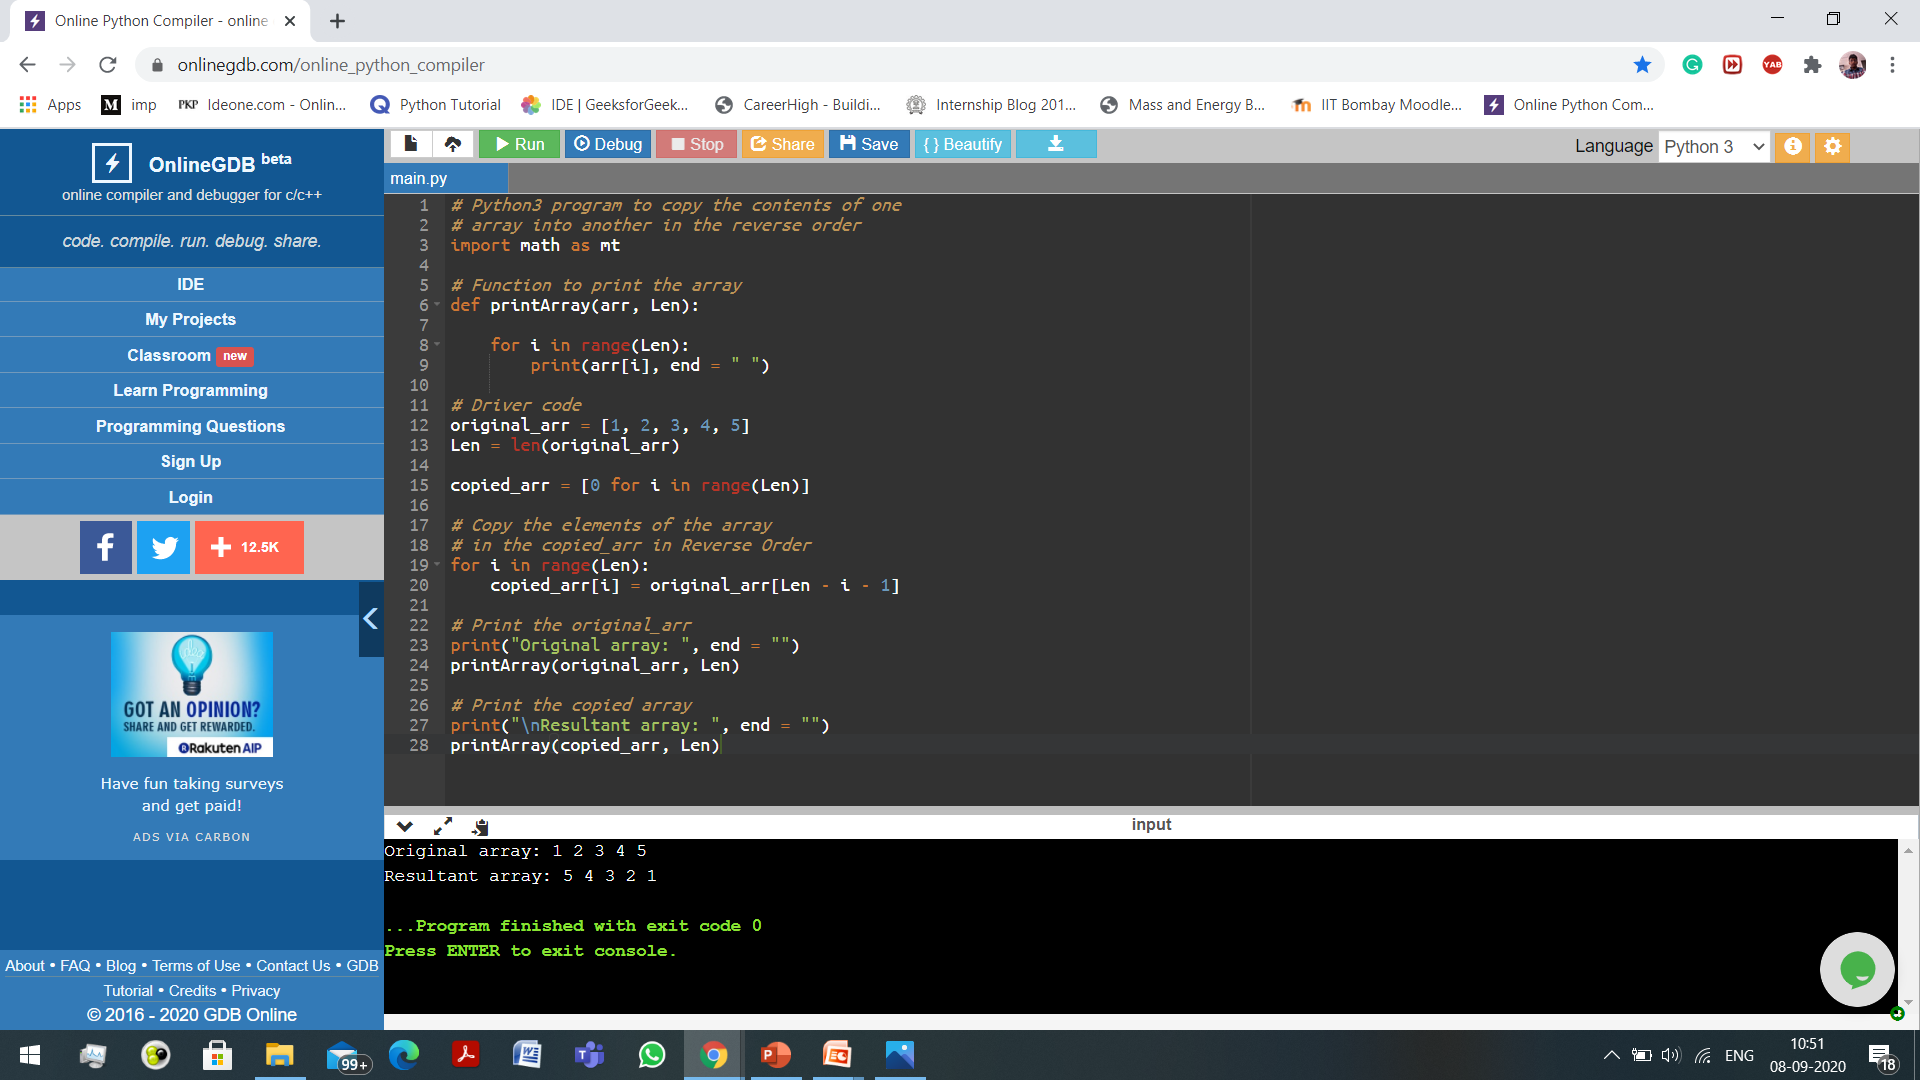 Online Python Compiler - online
onlinegdb.com/online_python_compiler
YAB
Apps M imp PKP Ideone.com - Onlin... Python Tutorial IDE | GeeksforGeek... CareerHigh - Buildi... Internship Blog 201... Mass and Energy B... IIT Bombay Moodle... Online Python Com...
OnlineGDB beta
online compiler and debugger for c/c++
code. compile. run. debug. share.
IDE
My Projects
Classroom new
Learn Programming
Programming Questions
Sign Up
Login
f + 12.5K
GOT AN OPINION?
SHARE AND GET REWARDED.
Rakuten AIP
Have fun taking surveys
and get paid!
ADS VIA CARBON
About • FAQ • Blog • Terms of Use • Contact Us • GDB
Tutorial • Credits • Privacy
© 2016 - 2020 GDB Online
Run Debug Stop Share Save { } Beautify Language Python 3
main.py
1 # Python3 program to copy the contents of one
2 # array into another in the reverse order
3 import math as mt
4
5 # Function to print the array
6 def printArray(arr, Len):
7
8     for i in range(Len):
9         print(arr[i], end = " ")
10
11 # Driver code
12 original_arr = [1, 2, 3, 4, 5]
13 Len = len(original_arr)
14
15 copied_arr = [0 for i in range(Len)]
16
17 # Copy the elements of the array
18 # in the copied_arr in Reverse Order
19 for i in range(Len):
20     copied_arr[i] = original_arr[Len - i - 1]
21
22 # Print the original_arr
23 print("Original array: ", end = "")
24 printArray(original_arr, Len)
25
26 # Print the copied array
27 print("\nResultant array: ", end = "")
28 printArray(copied_arr, Len)
input
Original array: 1 2 3 4 5
Resultant array: 5 4 3 2 1
...Program finished with exit code 0
Press ENTER to exit console.
99+ ENG 10:51
08-09-2020 18